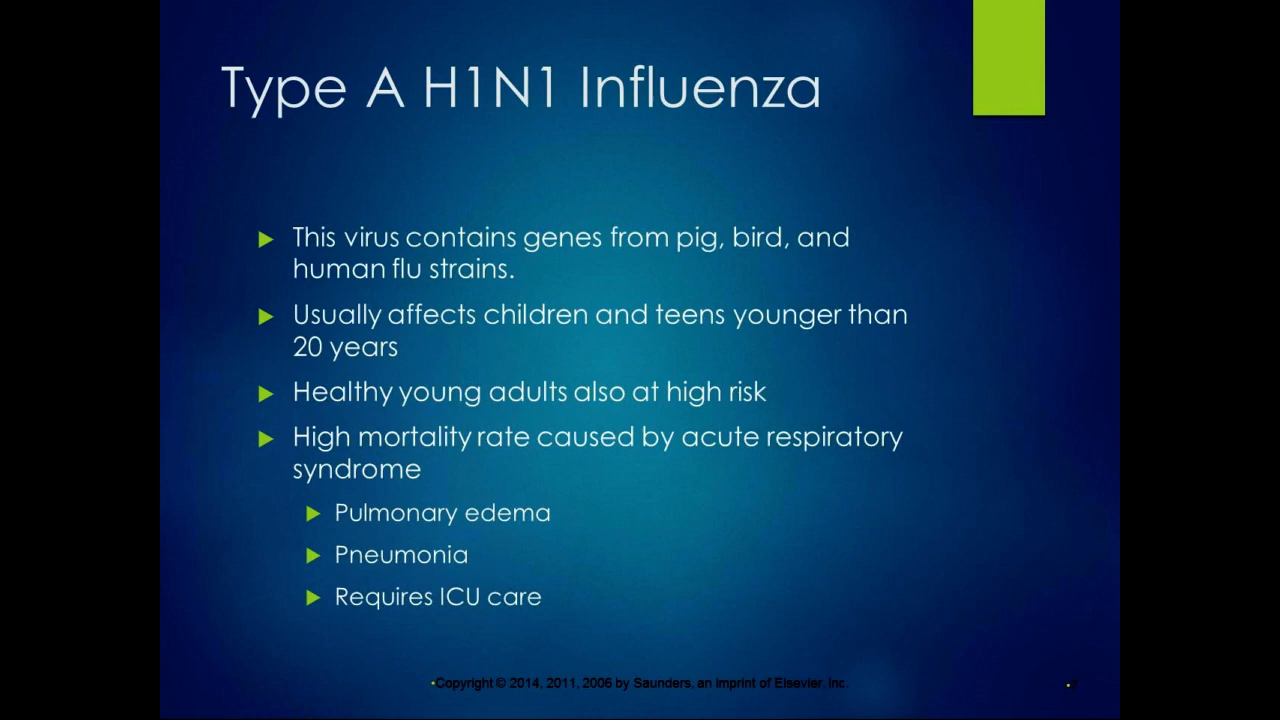 Type A H1N1 Influenza
This virus contains genes from pig, bird, and
human flu strains.
Usually affects children and teens younger than
20 years
Healthy young adults also at high risk
High mortality rate caused by acute respiratory
syndrome
Pulmonary edema
Pneumonia
Requires ICU care
•Copyright © 2014, 2011, 2006 by Saunders, an imprint of Elsevier, Inc.